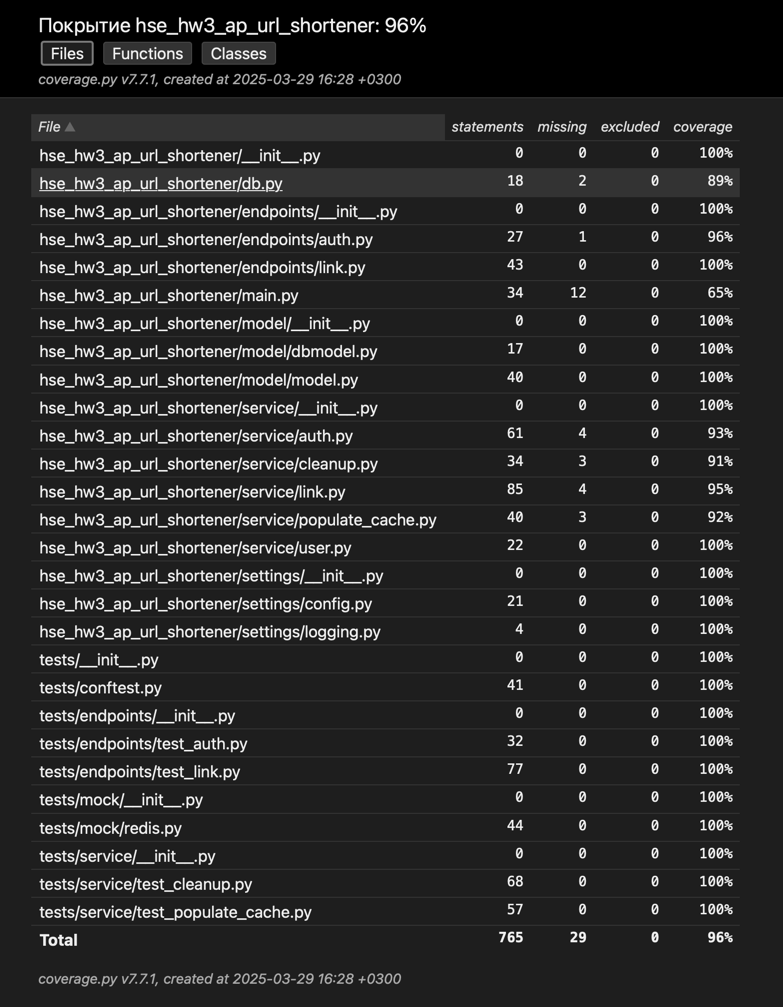 Покрытие hse_hw3_ap_url_shortener: 96%
Files Functions Classes
coverage.py v7.7.1, created at 2025-03-29 16:28 +0300
File ▲ statements missing excluded coverage
hse_hw3_ap_url_shortener/__init__.py 0 0 0 100%
hse_hw3_ap_url_shortener/db.py 18 2 0 89%
hse_hw3_ap_url_shortener/endpoints/__init__.py 0 0 0 100%
hse_hw3_ap_url_shortener/endpoints/auth.py 27 1 0 96%
hse_hw3_ap_url_shortener/endpoints/link.py 43 0 0 100%
hse_hw3_ap_url_shortener/main.py 34 12 0 65%
hse_hw3_ap_url_shortener/model/__init__.py 0 0 0 100%
hse_hw3_ap_url_shortener/model/dbmodel.py 17 0 0 100%
hse_hw3_ap_url_shortener/model/model.py 40 0 0 100%
hse_hw3_ap_url_shortener/service/__init__.py 0 0 0 100%
hse_hw3_ap_url_shortener/service/auth.py 61 4 0 93%
hse_hw3_ap_url_shortener/service/cleanup.py 34 3 0 91%
hse_hw3_ap_url_shortener/service/link.py 85 4 0 95%
hse_hw3_ap_url_shortener/service/populate_cache.py 40 3 0 92%
hse_hw3_ap_url_shortener/service/user.py 22 0 0 100%
hse_hw3_ap_url_shortener/settings/__init__.py 0 0 0 100%
hse_hw3_ap_url_shortener/settings/config.py 21 0 0 100%
hse_hw3_ap_url_shortener/settings/logging.py 4 0 0 100%
tests/__init__.py 0 0 0 100%
tests/conftest.py 41 0 0 100%
tests/endpoints/__init__.py 0 0 0 100%
tests/endpoints/test_auth.py 32 0 0 100%
tests/endpoints/test_link.py 77 0 0 100%
tests/mock/__init__.py 0 0 0 100%
tests/mock/redis.py 44 0 0 100%
tests/service/__init__.py 0 0 0 100%
tests/service/test_cleanup.py 68 0 0 100%
tests/service/test_populate_cache.py 57 0 0 100%
Total 765 29 0 96%
coverage.py v7.7.1, created at 2025-03-29 16:28 +0300